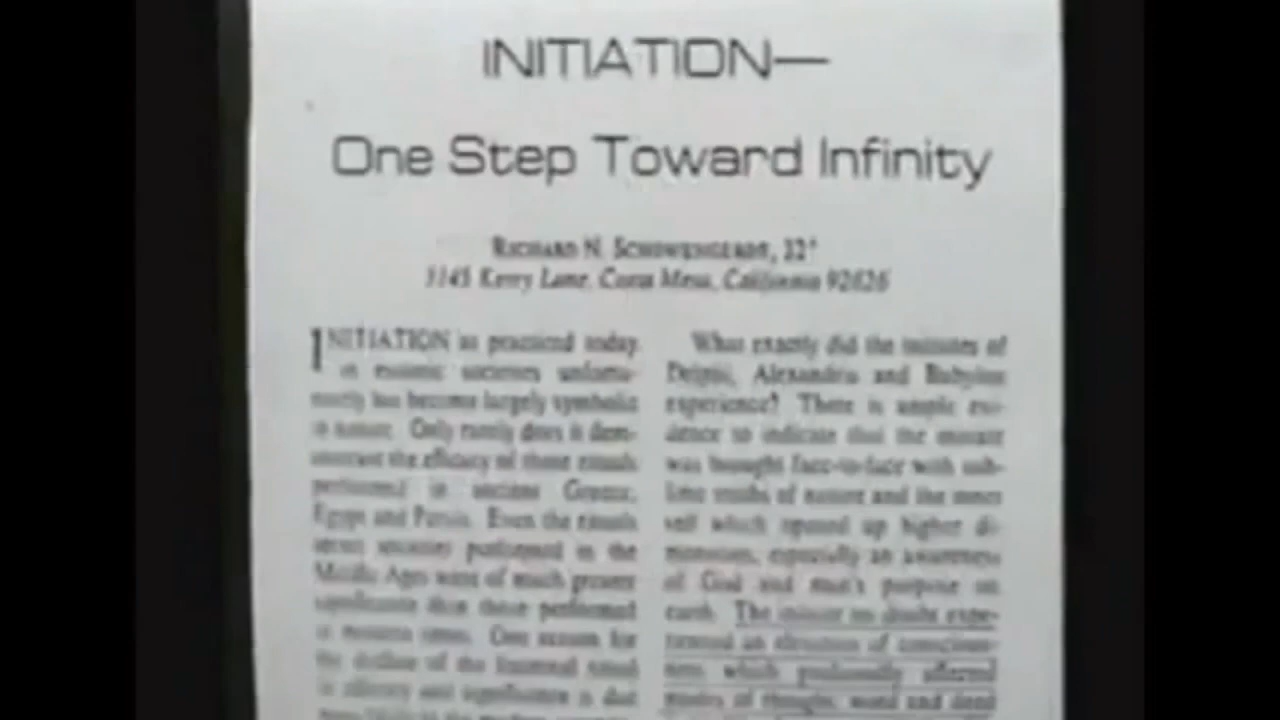 INITIATION—
One Step Toward Infinity
RICHARD N. 32°
1145 Kerry Lane, Costa Mesa, California 92626
INITIATION as practiced today
in esoteric societies unfortu-
nately has become largely symbolic
in nature. Only rarely does it dem-
onstrate the efficacy of those rituals
performed in ancient Greece,
Egypt and Persia. Even the rituals
secret societies performed in the
Middle Ages were of much greater
significance than those performed
in modern times. One reason for
the decline of the fraternal ritual
in efficacy and significance is that
What exactly did the initiates of
Delphi, Alexandria and Babylon
experience? There is ample evi-
dence to indicate that the initiate
was brought face-to-face with sub-
lime truths of nature and the inner
self which opened up higher di-
mensions, especially an awareness
of God and man's purpose on
earth. The initiate no doubt expe-
rienced an elevation of conscious-
ness which profoundly affected
modes of thought, word and deed